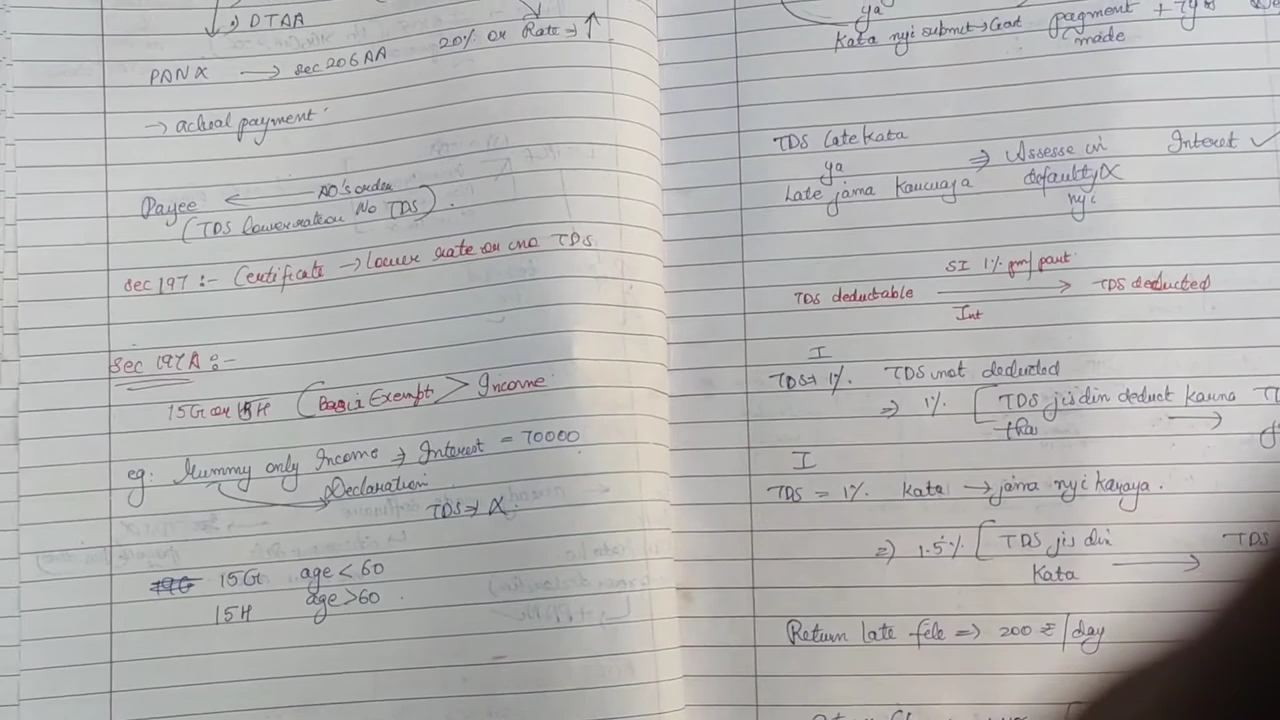 DTAA
PAN X → sec 206AA 20% or Rate ⇒ ↑
→ actual payment
Payee ← AO's order
(TDS lower rate or No TDS).
sec 197 :- Certificate → lower rate or no TDS
Sec 197A :-
15G or 15H (Basic Exempt > Income
eg: Mummy only Income → Interest = 70000
Declaration
TDS → X.
15G age < 60
15H age >60 .
ya
Kata nyi submit → Govt payment +
made
TDS late kata
ya
late jama karwaya ⇒ Assesse in default X nyi Interest ✓
SI 1% pm/part
TDS deductable → TDS deducted
Int
I
TDS → 1%. TDS not deducted
⇒ 1% [ TDS jis din deduct karna →
tha
I
TDS = 1%. kata → jama nyi karaya.
⇒ 1.5% [ TDS jis din → TDS
Kata
Return late file ⇒ 200 ₹/day